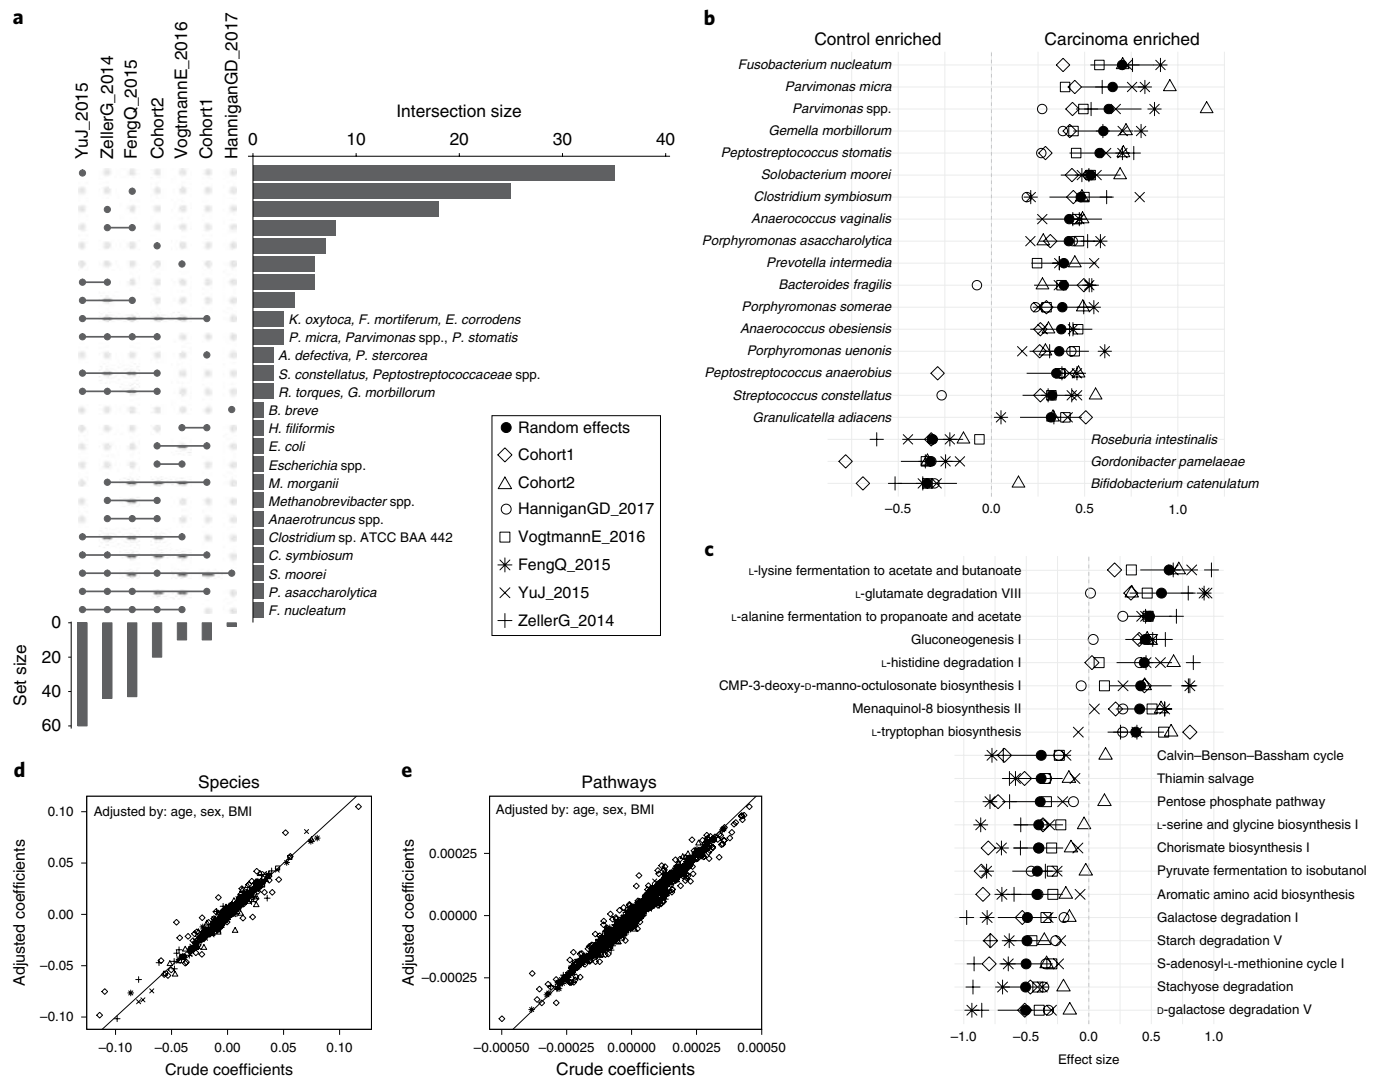 a
YuJ_2015
ZellerG_2014
FengQ_2015
Cohort2
VogtmannE_2016
Cohort1
HanniganGD_2017
Intersection size
0 10 20 30 40
K. oxytoca, F. mortiferum, E. corrodens
P. micra, Parvimonas spp., P. stomatis
A. defectiva, P. stercorea
S. constellatus, Peptostreptococcaceae spp.
R. torques, G. morbillorum
B. breve
H. filiformis
E. coli
Escherichia spp.
M. morganii
Methanobrevibacter spp.
Anaerotruncus spp.
Clostridium sp. ATCC BAA 442
C. symbiosum
S. moorei
P. asaccharolytica
F. nucleatum
Set size
0
20
40
60
Random effects
Cohort1
Cohort2
HanniganGD_2017
VogtmannE_2016
FengQ_2015
YuJ_2015
ZellerG_2014
b
Control enriched Carcinoma enriched
Fusobacterium nucleatum
Parvimonas micra
Parvimonas spp.
Gemella morbillorum
Peptostreptococcus stomatis
Solobacterium moorei
Clostridium symbiosum
Anaerococcus vaginalis
Porphyromonas asaccharolytica
Prevotella intermedia
Bacteroides fragilis
Porphyromonas somerae
Anaerococcus obesiensis
Porphyromonas uenonis
Peptostreptococcus anaerobius
Streptococcus constellatus
Granulicatella adiacens
Roseburia intestinalis
Gordonibacter pamelaeae
Bifidobacterium catenulatum
−0.5 0.0 0.5 1.0
c
L-lysine fermentation to acetate and butanoate
L-glutamate degradation VIII
L-alanine fermentation to propanoate and acetate
Gluconeogenesis I
L-histidine degradation I
CMP-3-deoxy-D-manno-octulosonate biosynthesis I
Menaquinol-8 biosynthesis II
L-tryptophan biosynthesis
Calvin–Benson–Bassham cycle
Thiamin salvage
Pentose phosphate pathway
L-serine and glycine biosynthesis I
Chorismate biosynthesis I
Pyruvate fermentation to isobutanol
Aromatic amino acid biosynthesis
Galactose degradation I
Starch degradation V
S-adenosyl-L-methionine cycle I
Stachyose degradation
D-galactose degradation V
−1.0 −0.5 0.0 0.5 1.0
Effect size
d
Species
Adjusted by: age, sex, BMI
Adjusted coefficients
0.10
0.05
0.00
−0.05
−0.10
−0.10 −0.05 0.00 0.05 0.10
Crude coefficients
e
Pathways
Adjusted by: age, sex, BMI
Adjusted coefficients
0.00025
0.00000
−0.00025
−0.00050 −0.00025 0.00000 0.00025 0.00050
Crude coefficients